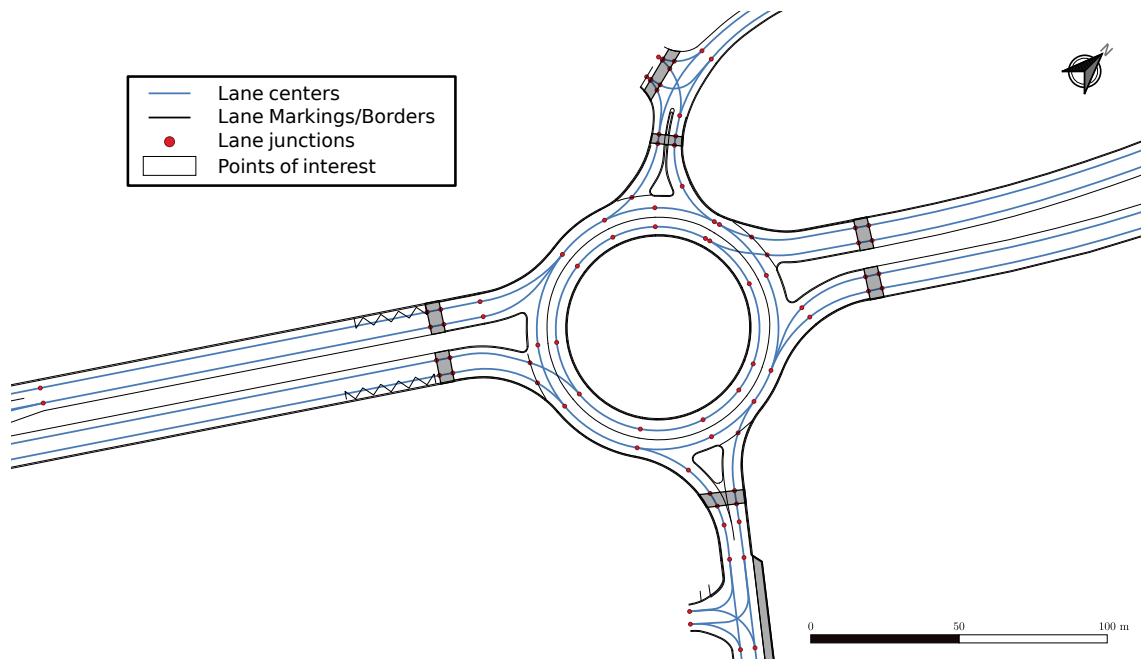 N
Lane centers
Lane Markings/Borders
Lane junctions
Points of interest
0 50 100 m